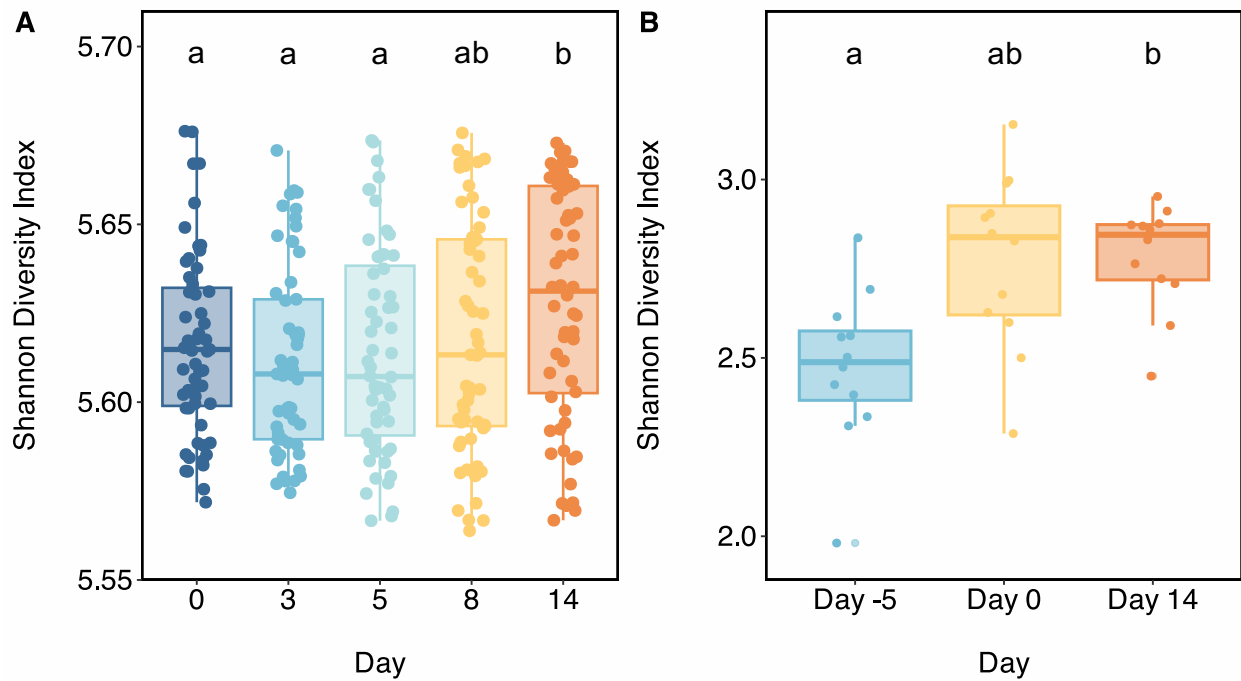 A
Shannon Diversity Index
5.70
5.65
5.60
5.55
a a a ab b
0 3 5 8 14
Day
B
Shannon Diversity Index
3.0
2.5
2.0
a ab b
Day -5 Day 0 Day 14
Day